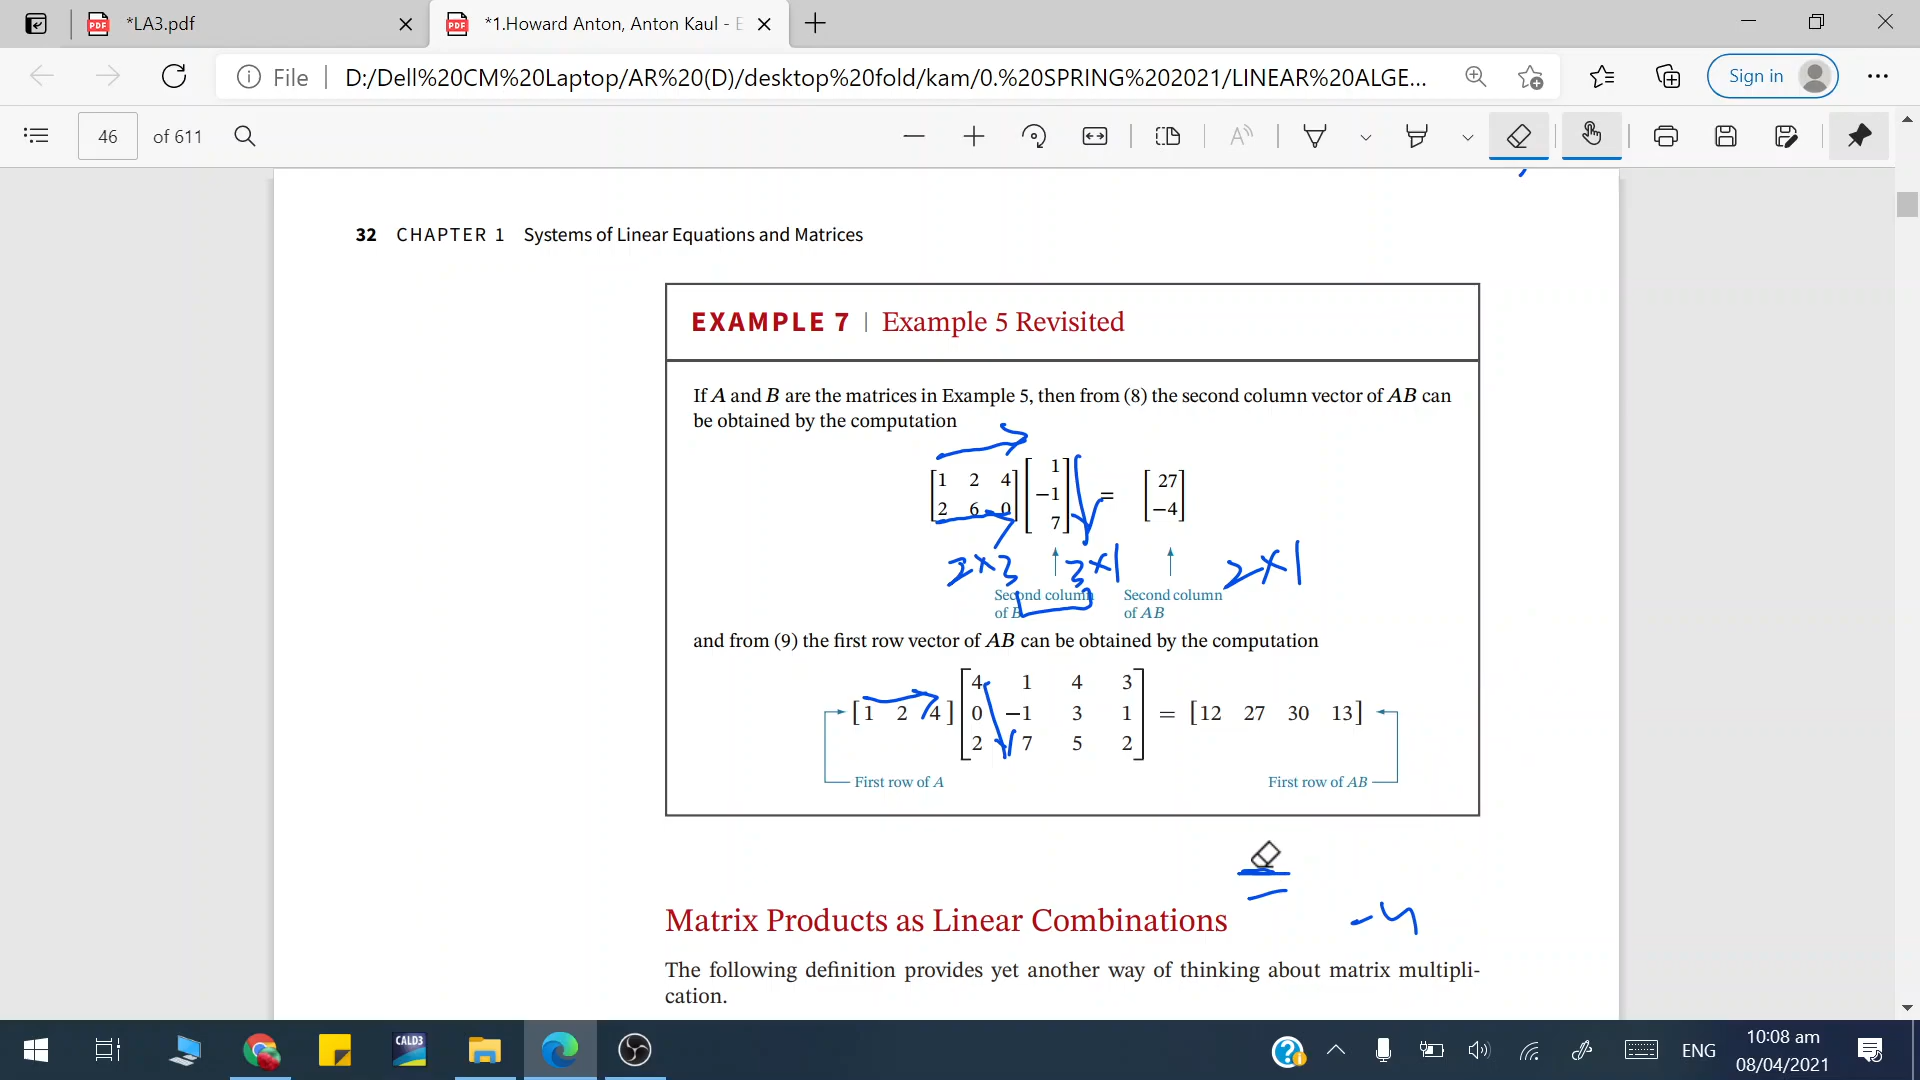 *LA3.pdf
*1.Howard Anton, Anton Kaul - E
File
D:/Dell%20CM%20Laptop/AR%20(D)/desktop%20fold/kam/0.%20SPRING%202021/LINEAR%20ALGE...
Sign in
46 of 611
32 CHAPTER 1 Systems of Linear Equations and Matrices
EXAMPLE 7 | Example 5 Revisited
If A and B are the matrices in Example 5, then from (8) the second column vector of AB can
be obtained by the computation
[1 2 4] [1] [27]
[2 6 0] [−1] = [−4]
[7]
2×3 3×1 2×1
Second column Second column
of B of AB
and from (9) the first row vector of AB can be obtained by the computation
[4 1 4 3]
[1 2 4] [0 −1 3 1] = [12 27 30 13]
[2 7 5 2]
First row of A First row of AB
-4
Matrix Products as Linear Combinations
The following definition provides yet another way of thinking about matrix multipli-
cation.
CALD3
ENG
10:08 am
08/04/2021